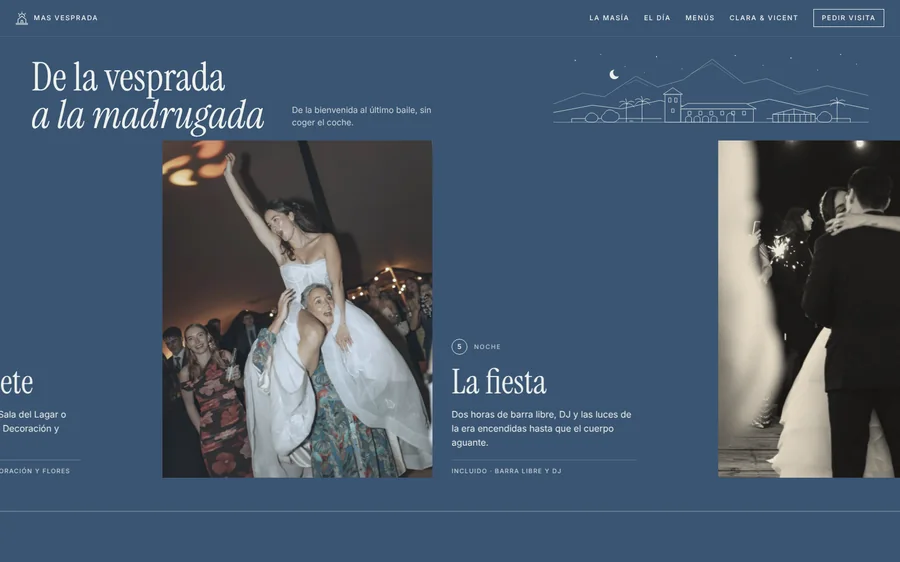 MAS VESPRADA
LA MASÍA
EL DÍA
MENÚS
CLARA & VICENT
PEDIR VISITA
De la vesprada
a la madrugada
De la bienvenida al último baile, sin
coger el coche.
ete
Sala del Lagar o
Decoración y
ORACIÓN Y FLORES
5 NOCHE
La fiesta
Dos horas de barra libre, DJ y las luces de
la era encendidas hasta que el cuerpo
aguante.
INCLUIDO · BARRA LIBRE Y DJ